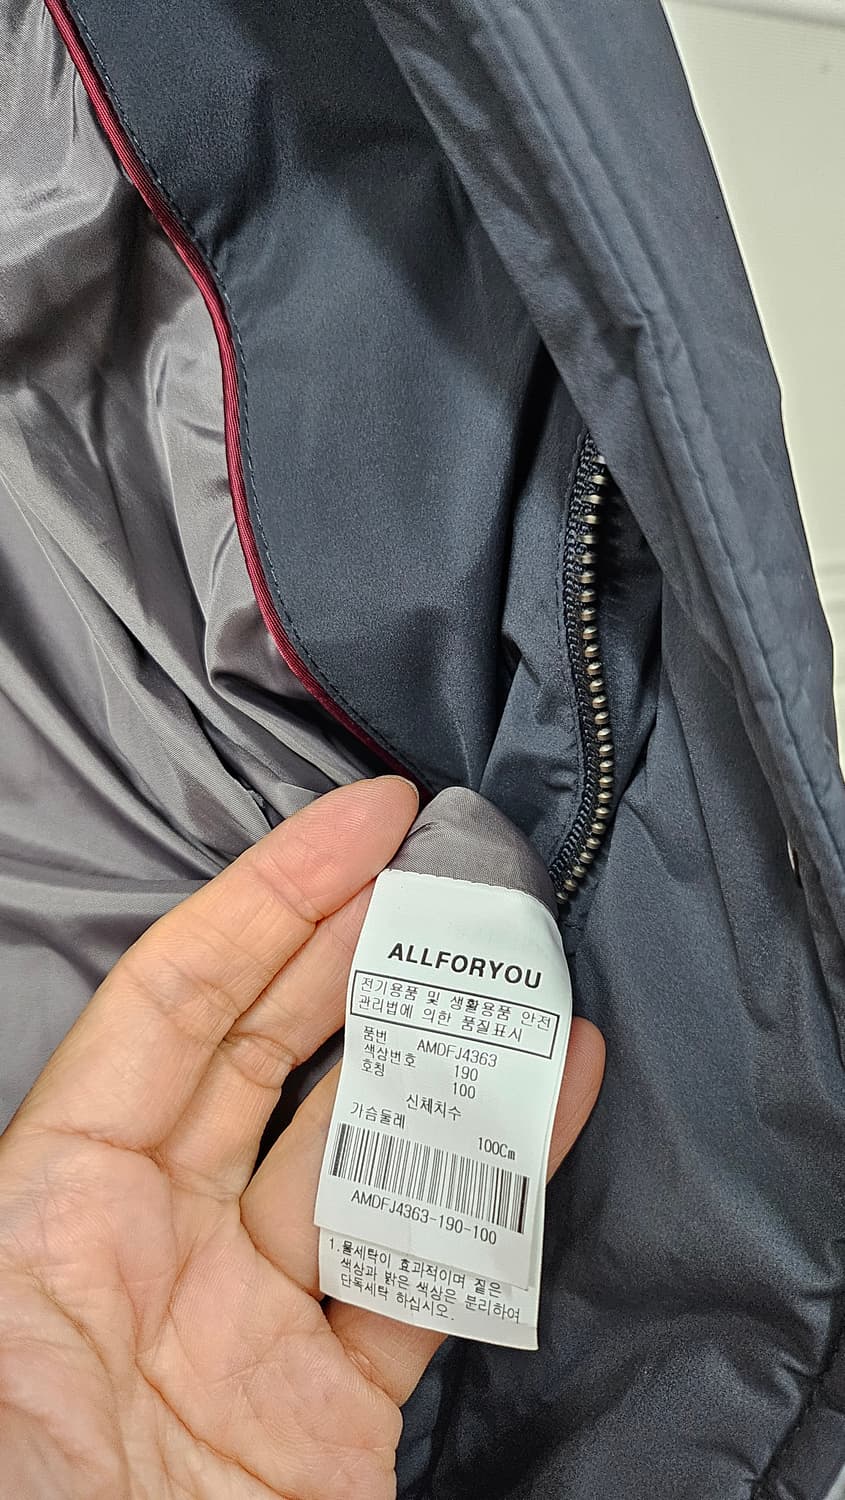 ALLFORYOU
전기용품 및 생활용품 안전
관리법에 의한 품질표시
품번 AMDFJ4363
색상번호 190
호칭 100
신체치수
가슴둘레
100Cm
AMDFJ4363-190-100
1.물세탁이 효과적이며 짙은
색상과 밝은 색상은 분리하여
단독세탁 하십시오.